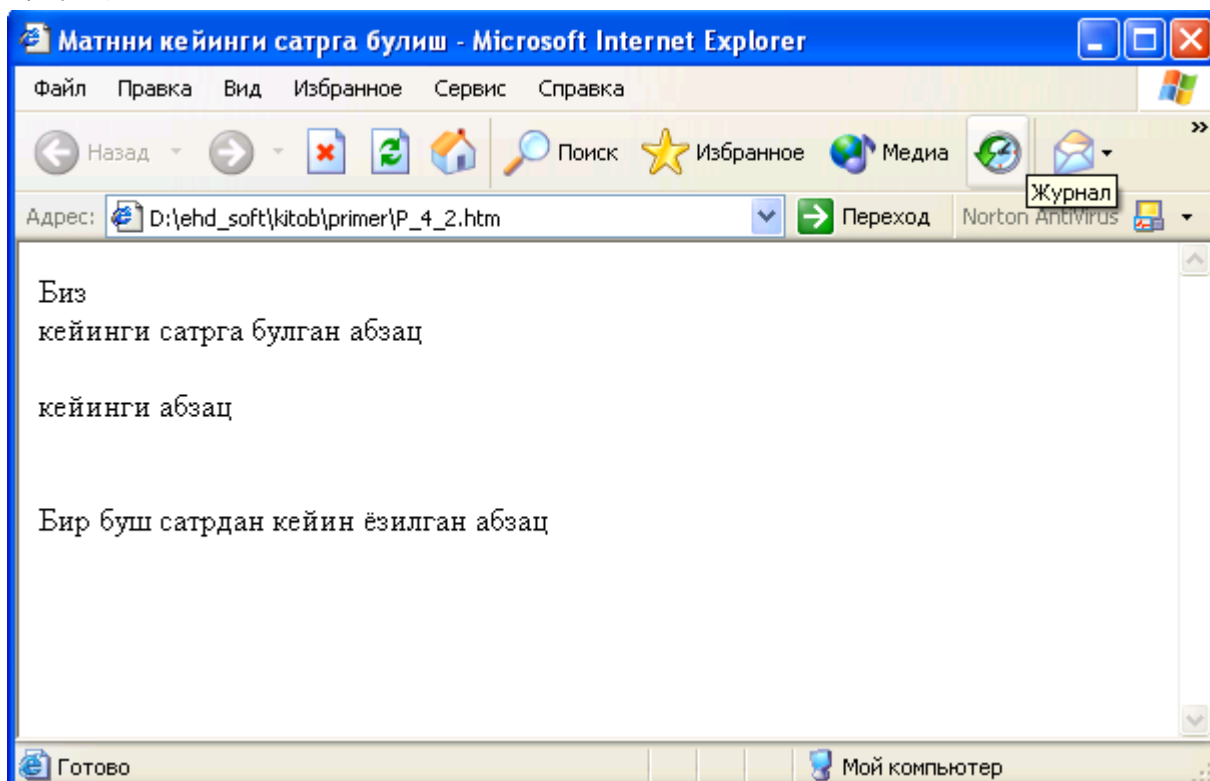 Матнни кейинги сатрга булиш - Microsoft Internet Explorer
Файл Правка Вид Избранное Сервис Справка
Назад Поиск Избранное Медиа »
Журнал
Адрес: D:\ehd_soft\kitob\primer\P_4_2.htm Переход Norton AntiVirus
Биз
кейинги сатрга булган абзац
кейинги абзац
Бир буш сатрдан кейин ёзилган абзац
Готово Мой компьютер